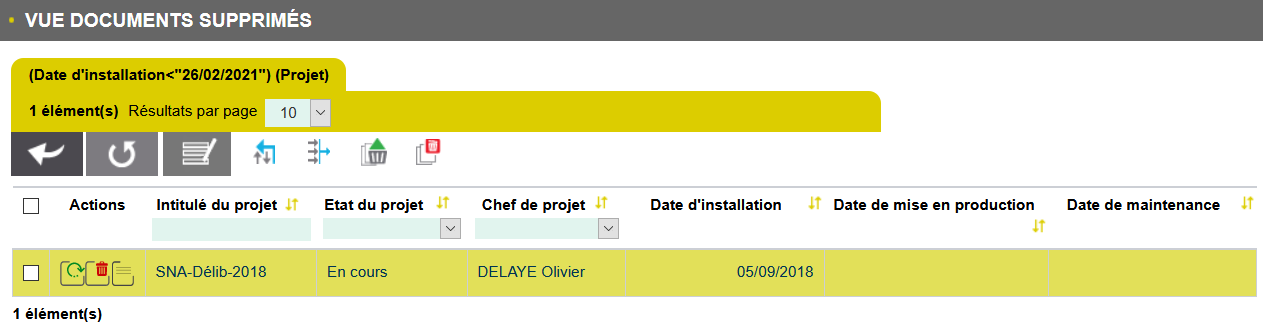 VUE DOCUMENTS SUPPRIMÉS
(Date d'installation<"26/02/2021") (Projet)
1 élément(s) Résultats par page 10
Actions Intitulé du projet Etat du projet Chef de projet Date d'installation Date de mise en production Date de maintenance
SNA-Délib-2018 En cours DELAYE Olivier 05/09/2018
1 élément(s)